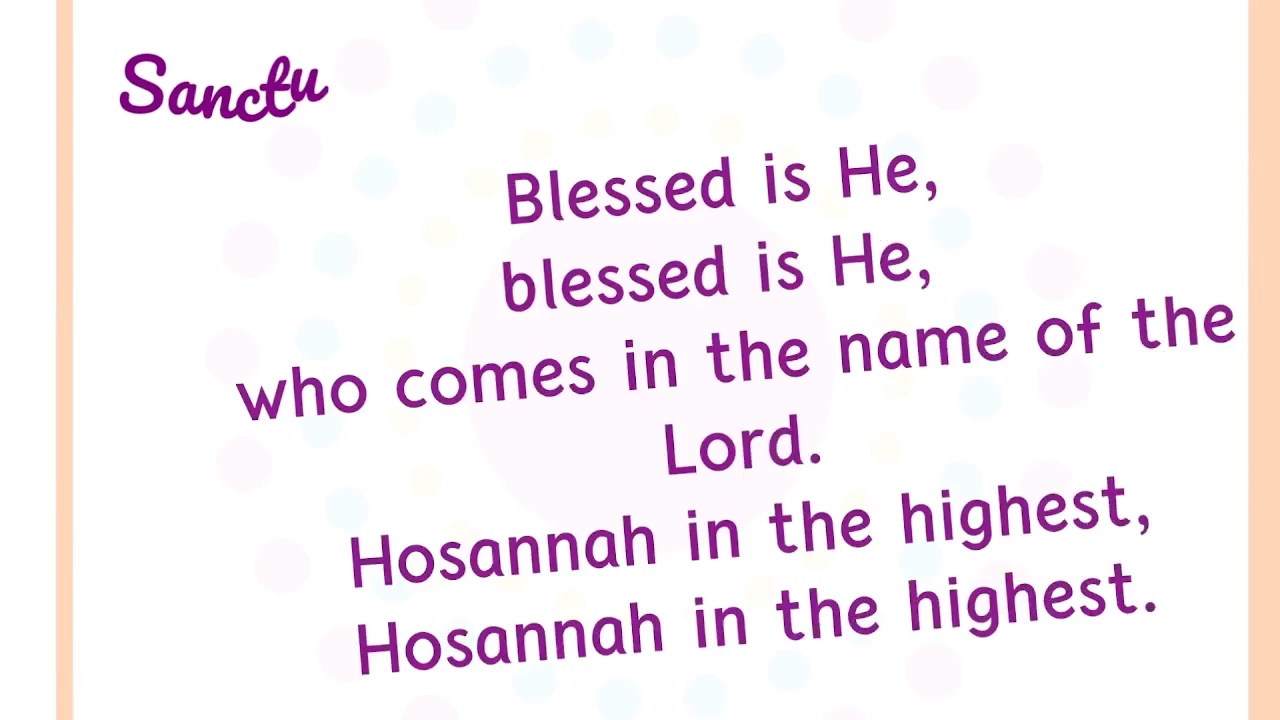 Sanctu
Blessed is He,
blessed is He,
who comes in the name of the
Lord.
Hosannah in the highest,
Hosannah in the highest.